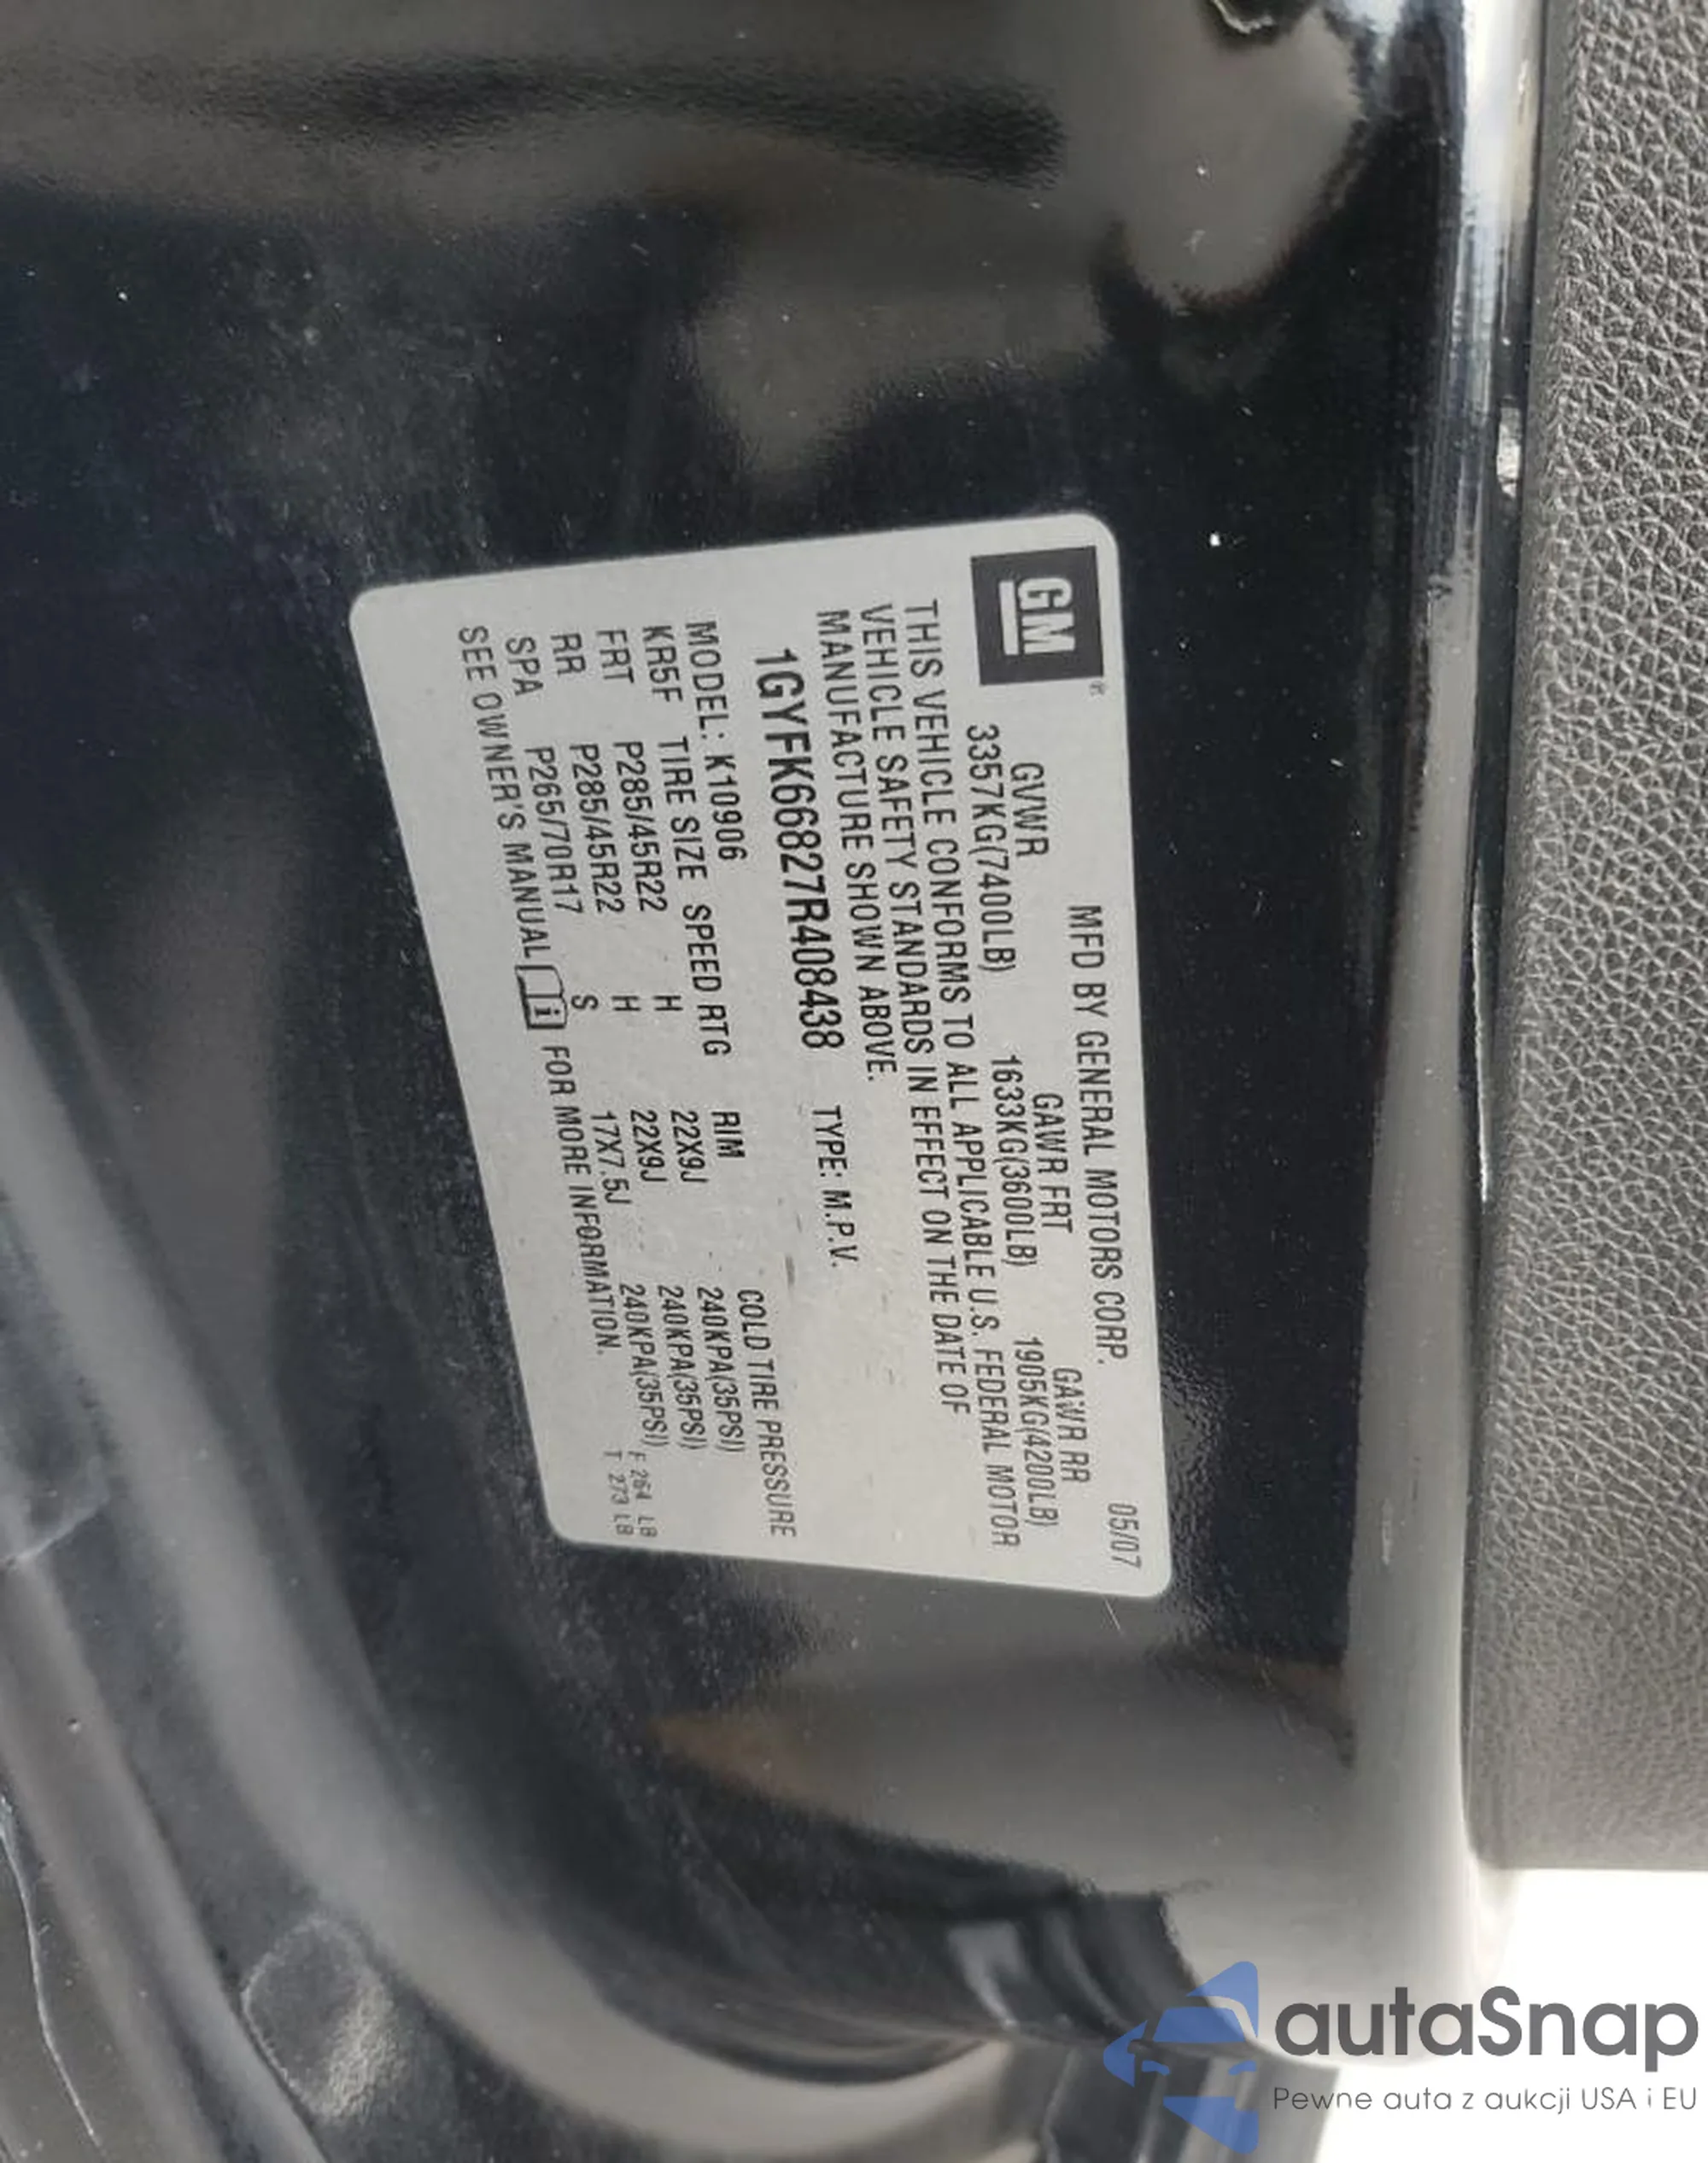 GM®
MFD BY GENERAL MOTORS CORP. 05/07
GVWR GAWR FRT GAWR RR
3357KG(7400LB) 1633KG(3600LB) 1905KG(4200LB)
THIS VEHICLE CONFORMS TO ALL APPLICABLE U.S. FEDERAL MOTOR
VEHICLE SAFETY STANDARDS IN EFFECT ON THE DATE OF
MANUFACTURE SHOWN ABOVE.
1GYFK66827R408438 TYPE: M.P.V.
MODEL: K10906
KR5F TIRE SIZE SPEED RTG RIM COLD TIRE PRESSURE
FRT P285/45R22 H 22X9J 240KPA(35PSI)
RR P285/45R22 H 22X9J 240KPA(35PSI)
SPA P265/70R17 S 17X7.5J 240KPA(35PSI) F 264 LB
SEE OWNER'S MANUAL i FOR MORE INFORMATION. T 273 LB
autaSnap
Pewne auta z aukcji USA i EU